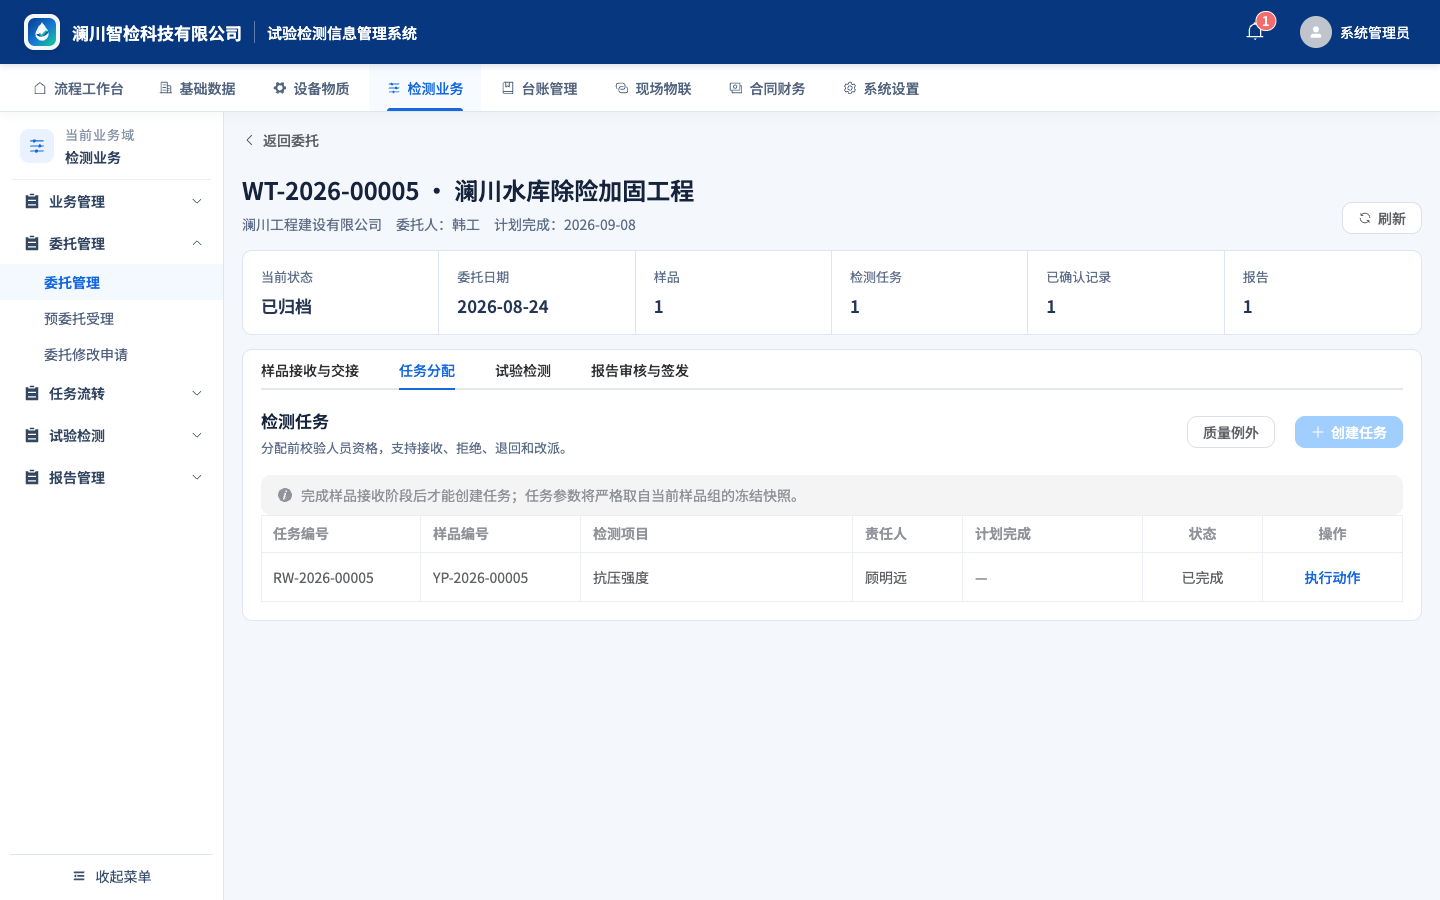 澜川智检科技有限公司 试验检测信息管理系统 1 系统管理员
流程工作台 基础数据 设备物质 检测业务 台账管理 现场物联 合同财务 系统设置
当前业务域
检测业务
业务管理
委托管理
委托管理
预委托受理
委托修改申请
任务流转
试验检测
报告管理
收起菜单
返回委托
WT-2026-00005 · 澜川水库除险加固工程
澜川工程建设有限公司 委托人：韩工 计划完成：2026-09-08
刷新
当前状态 委托日期 样品 检测任务 已确认记录 报告
已归档 2026-08-24 1 1 1 1
样品接收与交接 任务分配 试验检测 报告审核与签发
检测任务
分配前校验人员资格，支持接收、拒绝、退回和改派。
质量例外 创建任务
完成样品接收阶段后才能创建任务；任务参数将严格取自当前样品组的冻结快照。
任务编号 样品编号 检测项目 责任人 计划完成 状态 操作
RW-2026-00005 YP-2026-00005 抗压强度 顾明远 — 已完成 执行动作